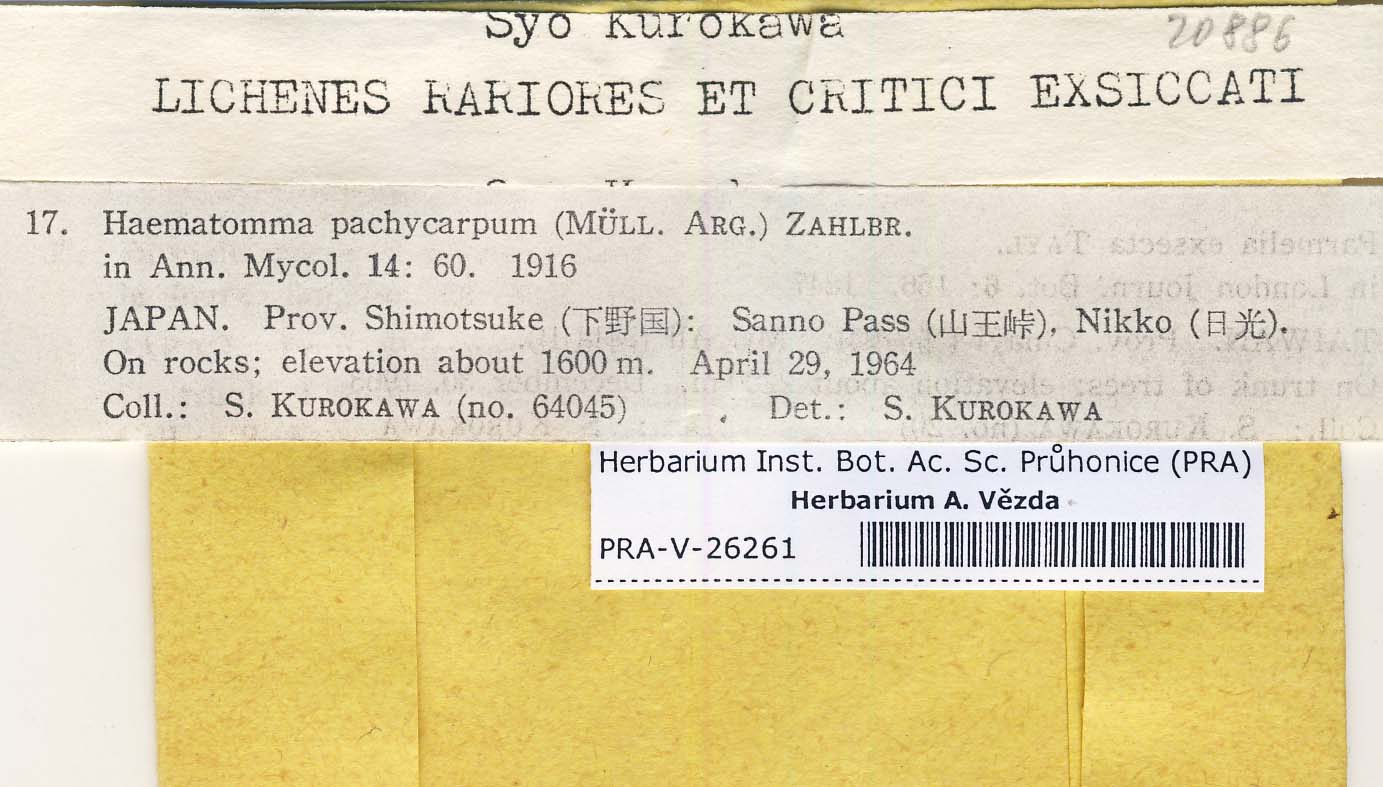 Syo Kurokawa
20886
LICHENES RARIORES ET CRITICI EXSICCATI
17. Haematomma pachycarpum (MÜLL. ARG.) ZAHLBR.
in Ann. Mycol. 14: 60. 1916
JAPAN. Prov. Shimotsuke (下野国): Sanno Pass (山王峠), Nikko (日光).
On rocks; elevation about 1600 m. April 29, 1964
Coll.: S. KUROKAWA (no. 64045) Det.: S. KUROKAWA
Herbarium Inst. Bot. Ac. Sc. Průhonice (PRA)
Herbarium A. Vězda
PRA-V-26261